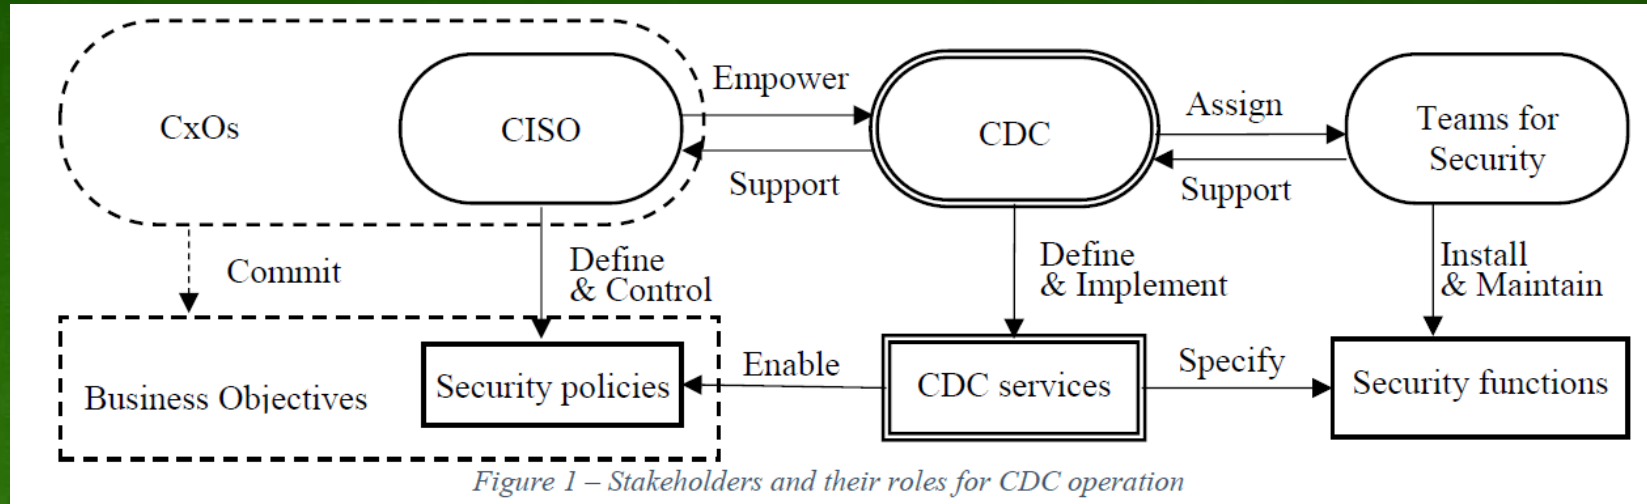 CxOs
CISO
Empower
Support
CDC
Assign
Support
Teams for
Security
Commit
Define
& Control
Define
& Implement
Install
& Maintain
Business Objectives
Security policies
Enable
CDC services
Specify
Security functions
Figure 1 – Stakeholders and their roles for CDC operation